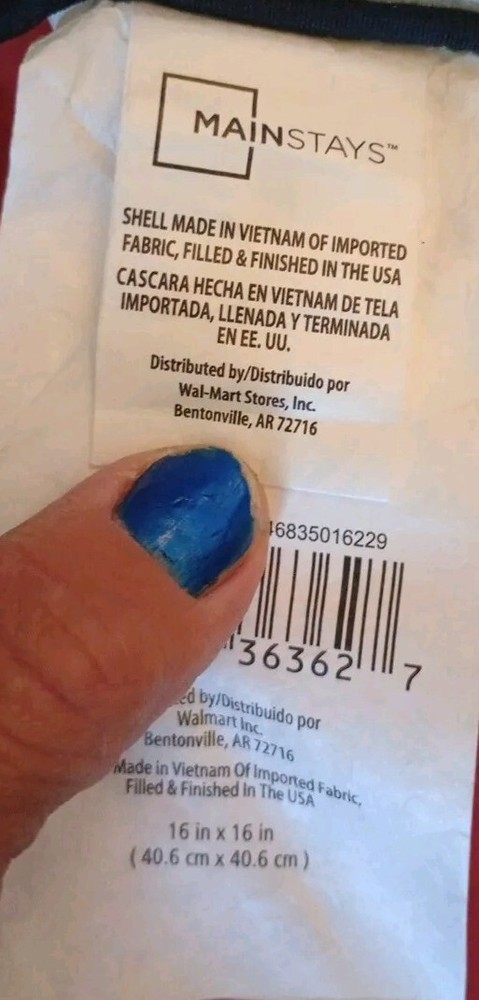 MAINSTAYS™
SHELL MADE IN VIETNAM OF IMPORTED
FABRIC, FILLED & FINISHED IN THE USA
CASCARA HECHA EN VIETNAM DE TELA
IMPORTADA, LLENADA Y TERMINADA
EN EE. UU.
Distributed by/Distribuido por
Wal-Mart Stores, Inc.
Bentonville, AR 72716
46835016229
36362 7
by/Distribuido por
Walmart Inc.
Bentonville, AR 72716
Made in Vietnam Of Imported Fabric,
Filled & Finished In The USA
16 in x 16 in
( 40.6 cm x 40.6 cm )